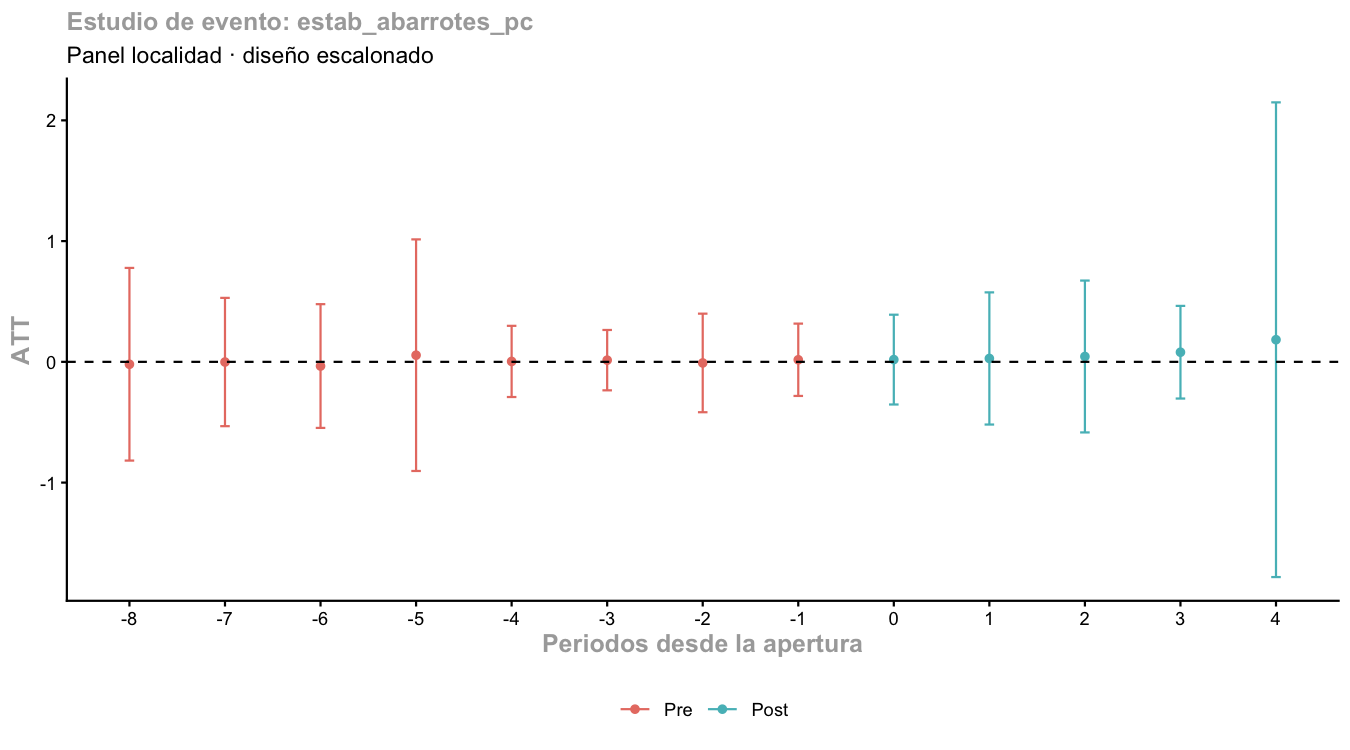 Estudio de evento: estab_abarrotes_pc
Panel localidad · diseño escalonado
ATT
2
1
0
-1
-8 -7 -6 -5 -4 -3 -2 -1 0 1 2 3 4
Periodos desde la apertura
Pre Post